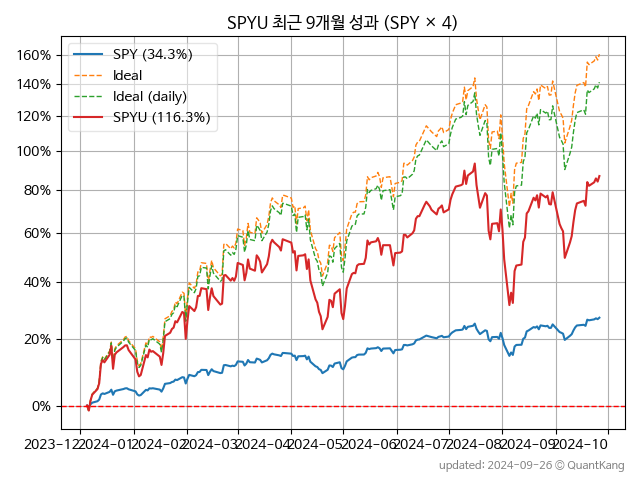 SPYU 최근 9개월 성과 (SPY × 4)
SPY (34.3%)
Ideal
Ideal (daily)
SPYU (116.3%)
160%
140%
120%
100%
80%
60%
40%
20%
0%
2023-12 2024-01 2024-02 2024-03 2024-04 2024-05 2024-06 2024-07 2024-08 2024-09 2024-10
updated: 2024-09-26 © QuantKang